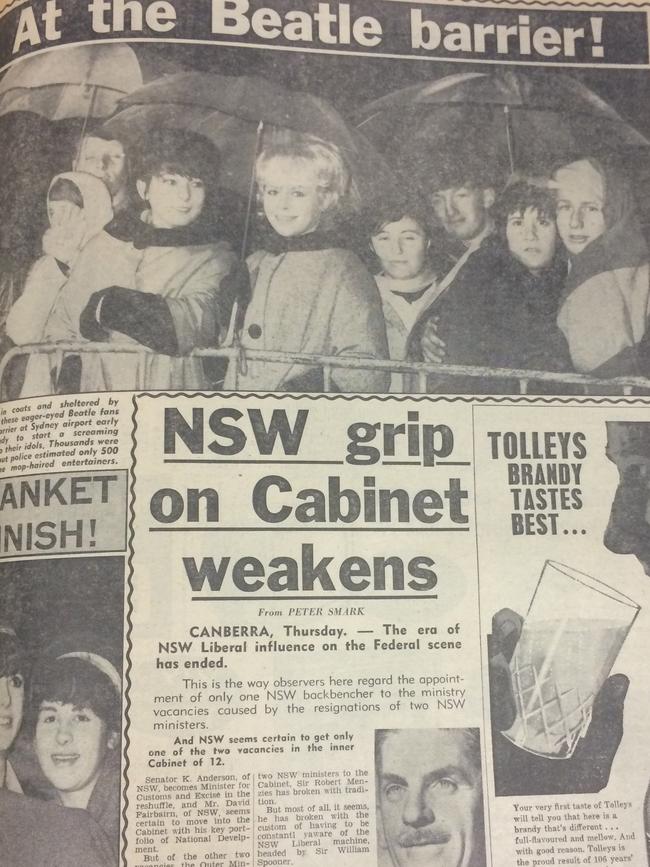 At the Beatle barrier!
in coats and sheltered by
these eager-eyed Beatle fans
rrier at Sydney airport early
dy to start a screaming
o their idols. Thousands were
ut police estimated only 500
e mop-haired entertainers.
ANKET
NISH!
NSW grip
on Cabinet
weakens
From PETER SMARK
CANBERRA, Thursday. — The era of
NSW Liberal influence on the Federal scene
has ended.
This is the way observers here regard the appoint-
ment of only one NSW backbencher to the ministry
vacancies caused by the resignations of two NSW
ministers.
And NSW seems certain to get only
one of the two vacancies in the inner
Cabinet of 12.
Senator K. Anderson, of
NSW, becomes Minister for
Customs and Excise in the
reshuffle, and Mr. David
Fairbairn, of NSW, seems
certain to move into the
Cabinet with his key port-
folio of National Develop-
ment.
But of the other two
vacancies, the Outer Min-
two NSW ministers to the
Cabinet, Sir Robert Men-
zies has broken with tradi-
tion.
But most of all, it seems,
he has broken with the
custom of having to be
constantl yaware of the
NSW Liberal machine,
headed by Sir William
Spooner.
TOLLEYS
BRANDY
TASTES
BEST...
Your very first taste of Tolleys
will tell you that here is a
brandy that's different . . .
full-flavoured and mellow. And
with good reason. Tolleys is
the proud result of 106 years'